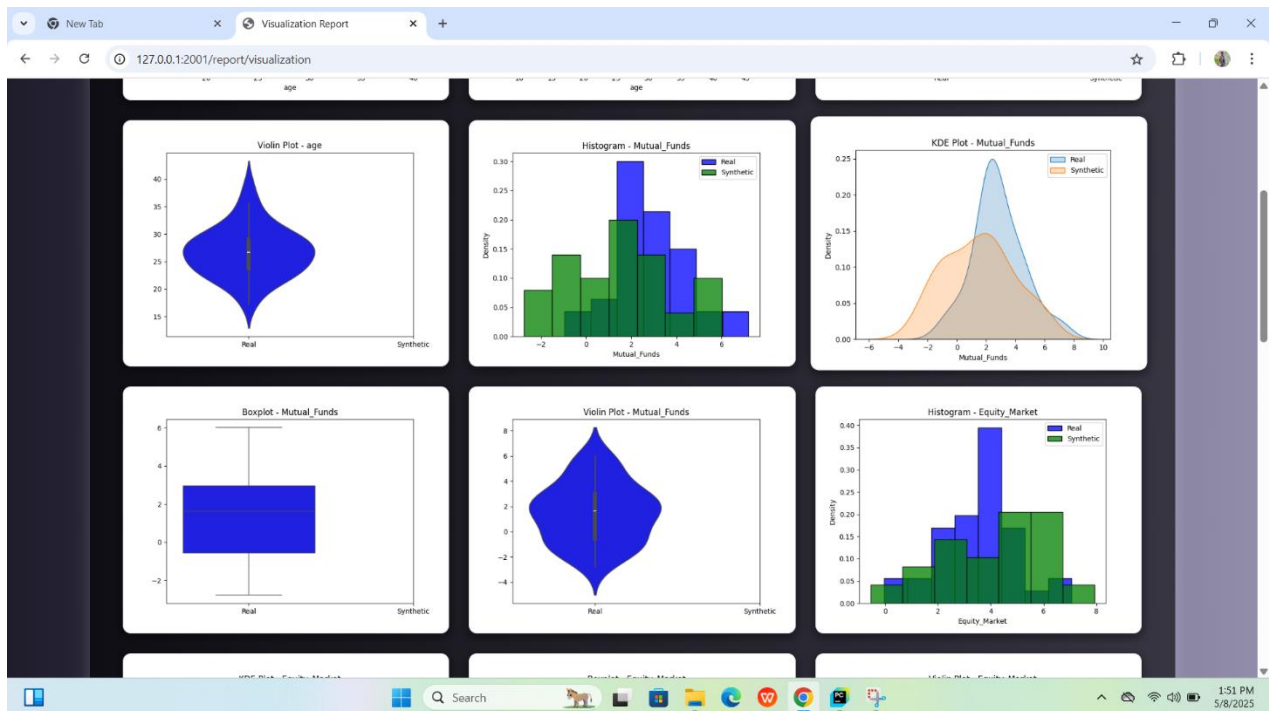 New Tab
Visualization Report
127.0.0.1:2001/report/visualization
age
age
Violin Plot - age
40
35
30
25
20
15
Real Synthetic
Histogram - Mutual_Funds
Real
Synthetic
0.30
0.25
0.20
0.15
0.10
0.05
0.00
Density
−2 0 2 4 6
Mutual_Funds
KDE Plot - Mutual_Funds
Real
Synthetic
0.25
0.20
0.15
0.10
0.05
0.00
Density
−6 −4 −2 0 2 4 6 8 10
Mutual_Funds
Boxplot - Mutual_Funds
6
4
2
0
−2
Real Synthetic
Violin Plot - Mutual_Funds
8
6
4
2
0
−2
−4
Real Synthetic
Histogram - Equity_Market
Real
Synthetic
0.40
0.35
0.30
0.25
0.20
0.15
0.10
0.05
0.00
Density
0 2 4 6 8
Equity_Market
Search
1:51 PM
5/8/2025